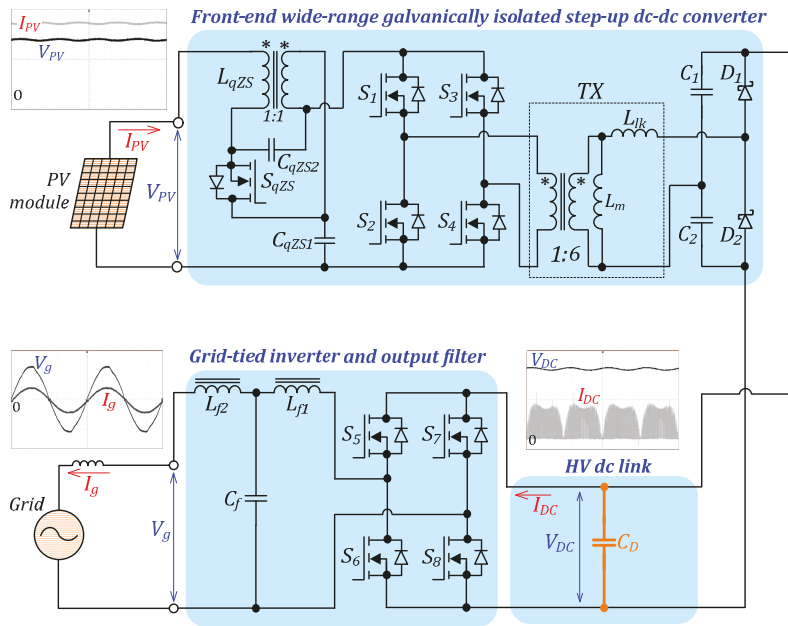 Front-end wide-range galvanically isolated step-up dc-dc converter
I_PV
V_PV
0
I_PV
PV
module
V_PV
* *
L_qZS
1:1
C_qZS2
S_qZS
C_qZS1
S_1
S_3
S_2
S_4
TX
L_lk
* *
L_m
1:6
C_1
D_1
C_2
D_2
Grid-tied inverter and output filter
V_g
0
I_g
I_g
Grid
V_g
L_f2
L_f1
C_f
S_5
S_7
S_6
S_8
V_DC
I_DC
0
HV dc link
I_DC
V_DC
C_D